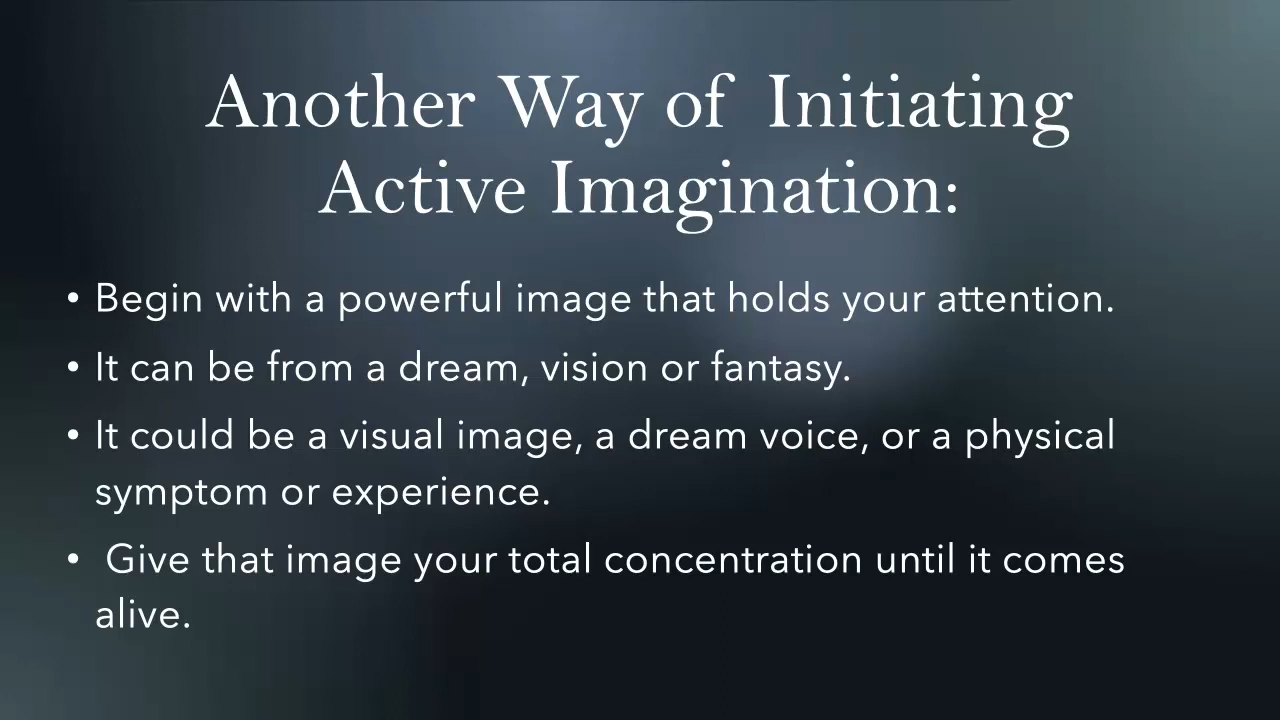 Another Way of Initiating
Active Imagination:
• Begin with a powerful image that holds your attention.
• It can be from a dream, vision or fantasy.
• It could be a visual image, a dream voice, or a physical
symptom or experience.
• Give that image your total concentration until it comes
alive.